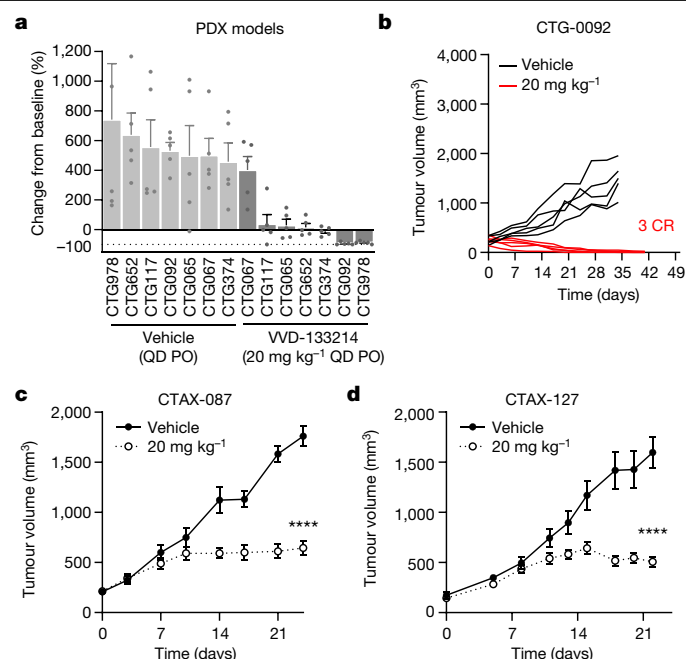 a
PDX models
Change from baseline (%)
1,200
1,000
800
600
400
200
0
–100
CTG978
CTG652
CTG117
CTG092
CTG065
CTG067
CTG374
CTG067
CTG117
CTG065
CTG652
CTG374
CTG092
CTG978
Vehicle
(QD PO)
VVD-133214
(20 mg kg⁻¹ QD PO)
b
CTG-0092
Tumour volume (mm³)
4,000
3,000
2,000
1,000
0
Vehicle
20 mg kg⁻¹
3 CR
0 7 14 21 28 35 42 49
Time (days)
c
CTAX-087
Tumour volume (mm³)
2,000
1,500
1,000
500
0
Vehicle
20 mg kg⁻¹
****
0 7 14 21
Time (days)
d
CTAX-127
Tumour volume (mm³)
2,000
1,500
1,000
500
0
Vehicle
20 mg kg⁻¹
****
0 7 14 21
Time (days)